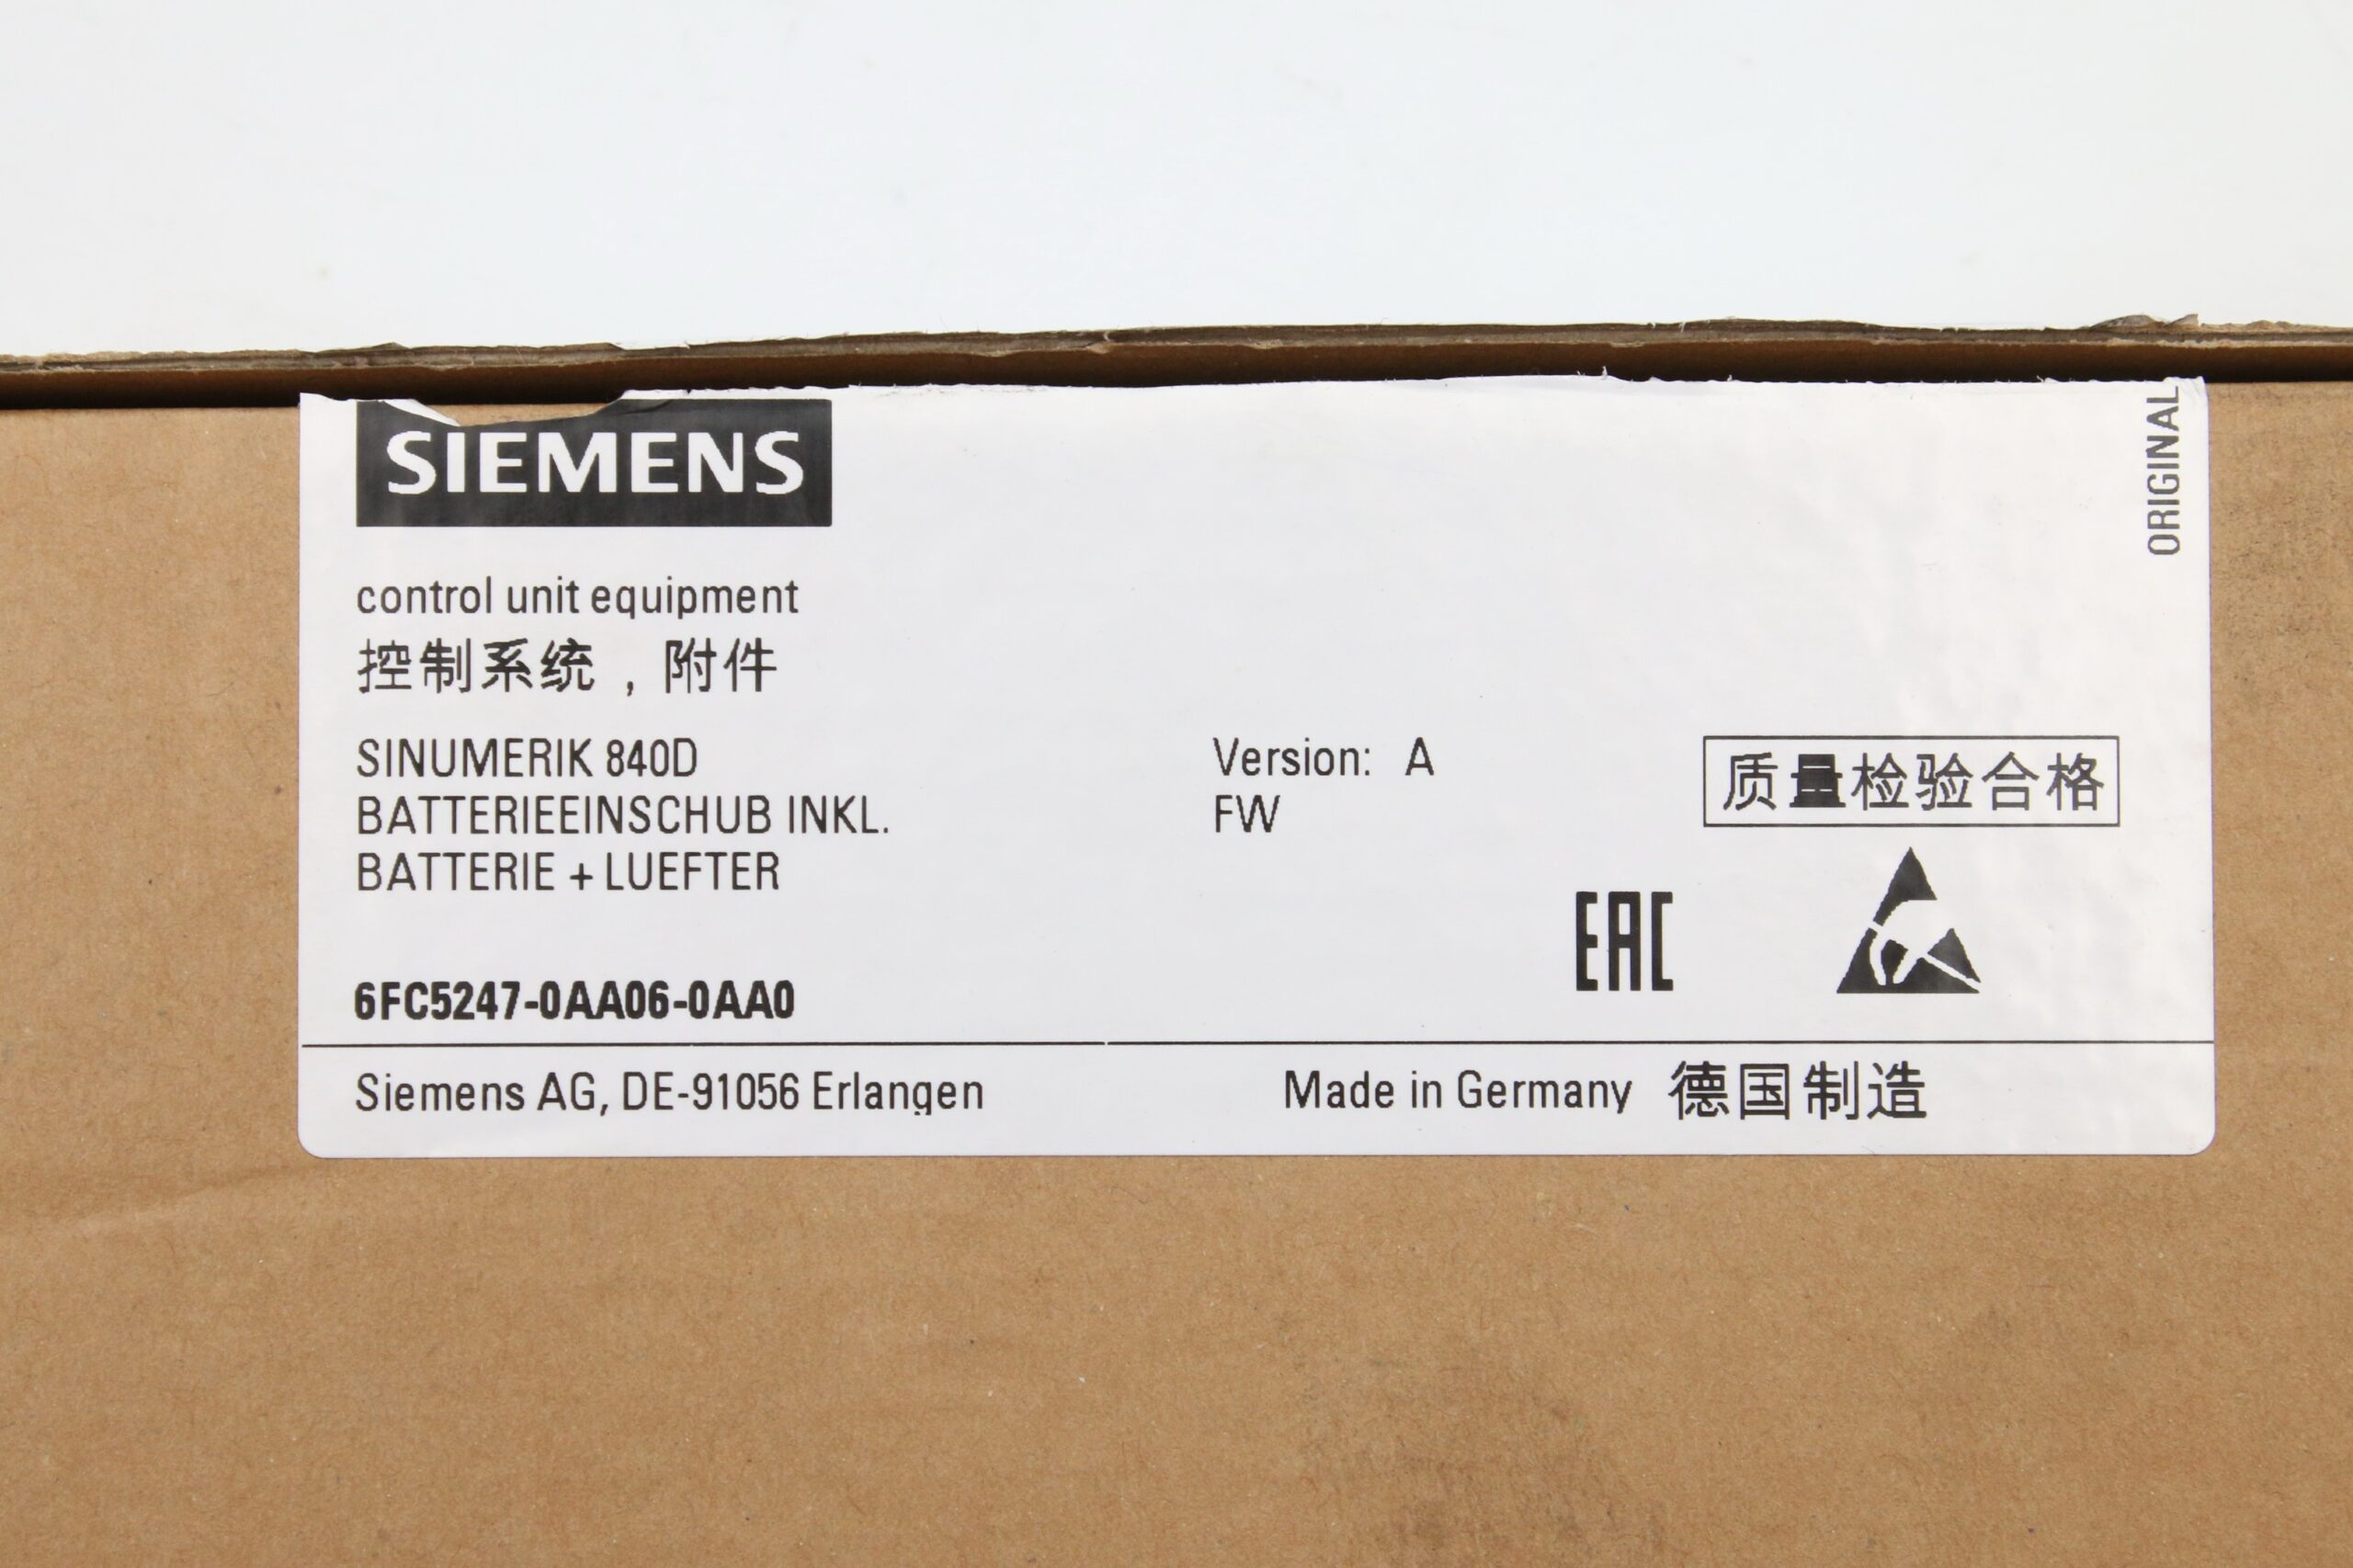 SIEMENS
ORIGINAL
control unit equipment
控制系统，附件
SINUMERIK 840D
BATTERIEEINSCHUB INKL.
BATTERIE + LUEFTER
Version: A
FW
质量检验合格
EAC
6FC5247-0AA06-0AA0
Siemens AG, DE-91056 Erlangen
Made in Germany 德国制造